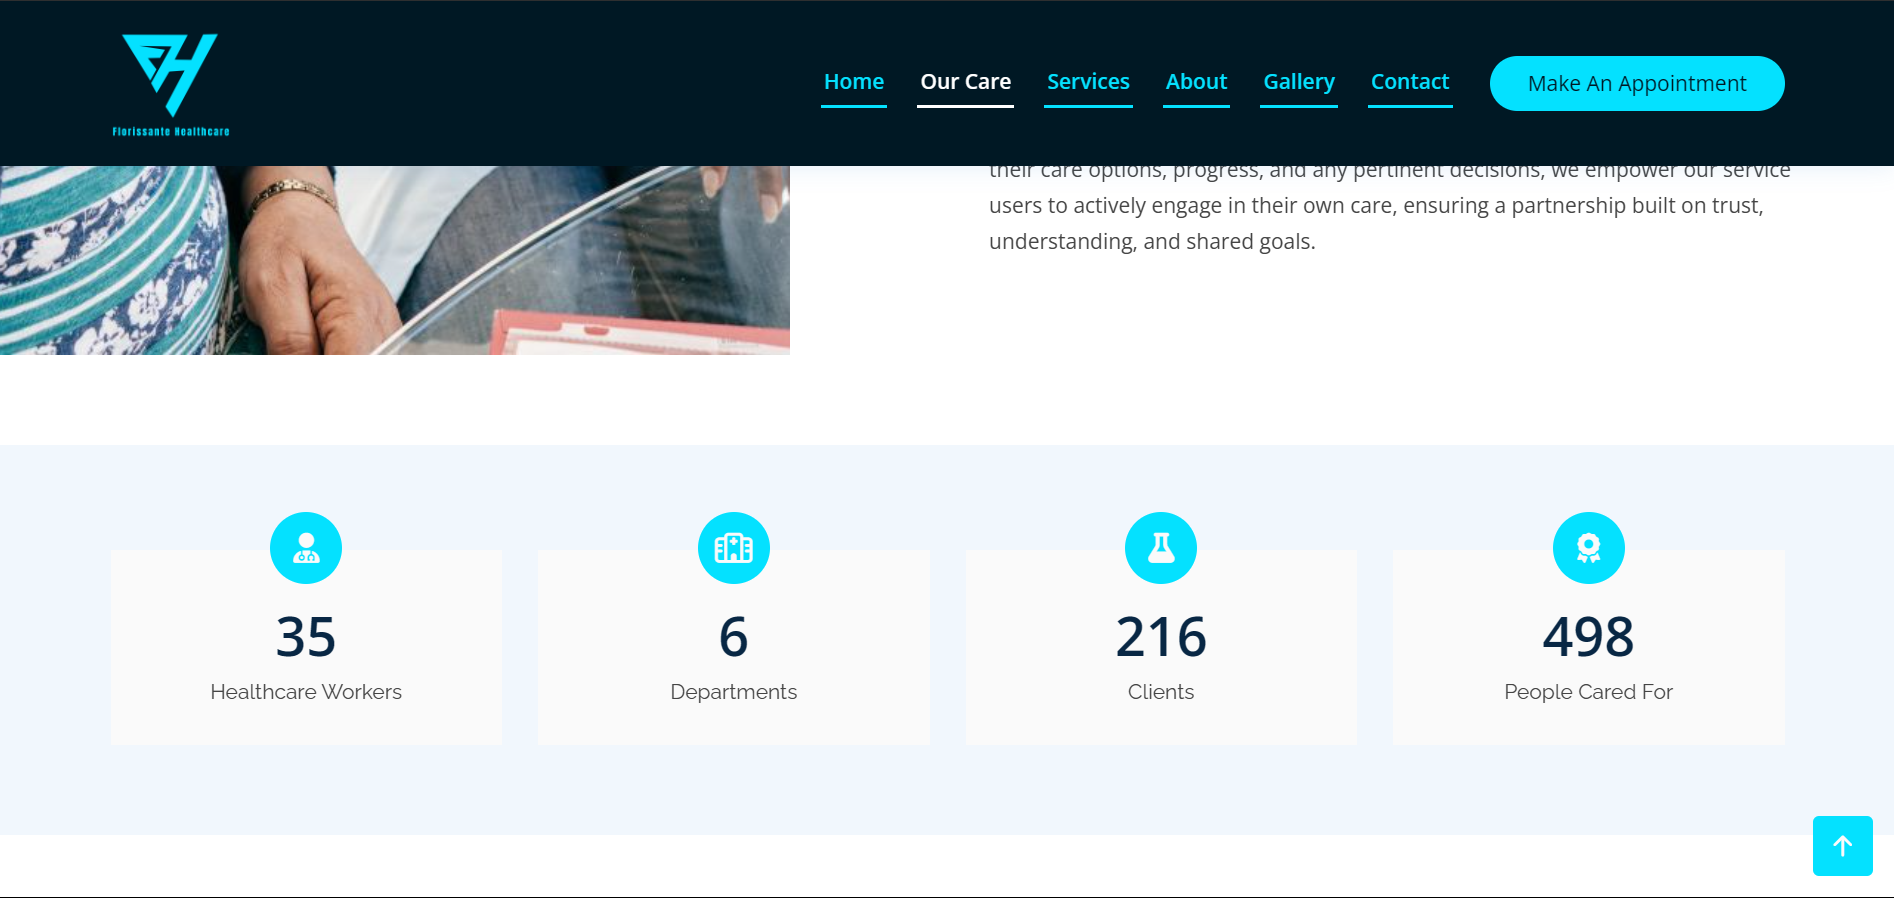 Florissante Healthcare
Home
Our Care
Services
About
Gallery
Contact
Make An Appointment
their care options, progress, and any pertinent decisions, we empower our service
users to actively engage in their own care, ensuring a partnership built on trust,
understanding, and shared goals.
35
Healthcare Workers
6
Departments
216
Clients
498
People Cared For